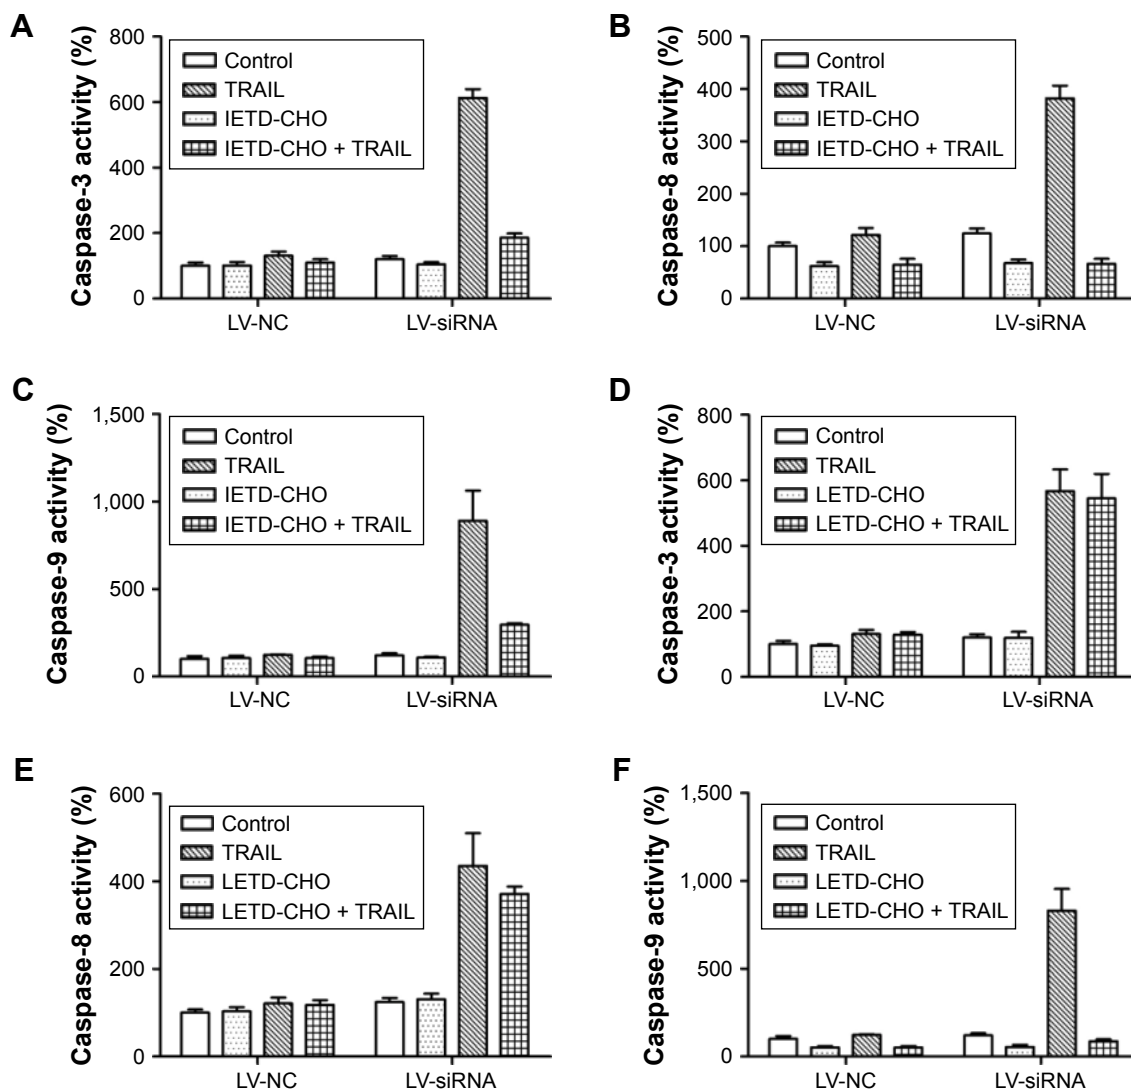 A
Caspase-3 activity (%)
800
600
400
200
0
Control
TRAIL
IETD-CHO
IETD-CHO + TRAIL
LV-NC
LV-siRNA
B
Caspase-8 activity (%)
500
400
300
200
100
0
Control
TRAIL
IETD-CHO
IETD-CHO + TRAIL
LV-NC
LV-siRNA
C
Caspase-9 activity (%)
1,500
1,000
500
0
Control
TRAIL
IETD-CHO
IETD-CHO + TRAIL
LV-NC
LV-siRNA
D
Caspase-3 activity (%)
800
600
400
200
0
Control
TRAIL
LETD-CHO
LETD-CHO + TRAIL
LV-NC
LV-siRNA
E
Caspase-8 activity (%)
600
400
200
0
Control
TRAIL
LETD-CHO
LETD-CHO + TRAIL
LV-NC
LV-siRNA
F
Caspase-9 activity (%)
1,500
1,000
500
0
Control
TRAIL
LETD-CHO
LETD-CHO + TRAIL
LV-NC
LV-siRNA